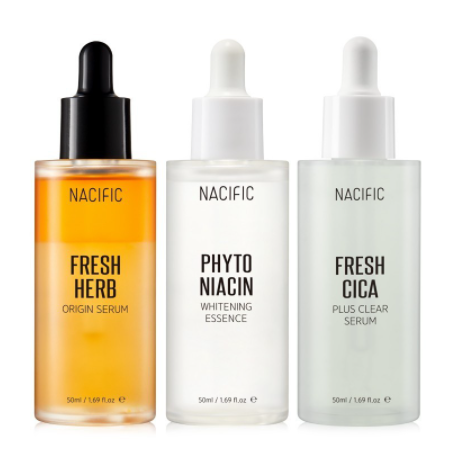 NACIFIC
FRESH
HERB
ORIGIN SERUM
50ml / 1.69 fl.oz ℮
NACIFIC
PHYTO
NIACIN
WHITENING
ESSENCE
50ml / 1.69 fl.oz ℮
NACIFIC
FRESH
CICA
PLUS CLEAR
SERUM
50ml / 1.69 fl.oz ℮